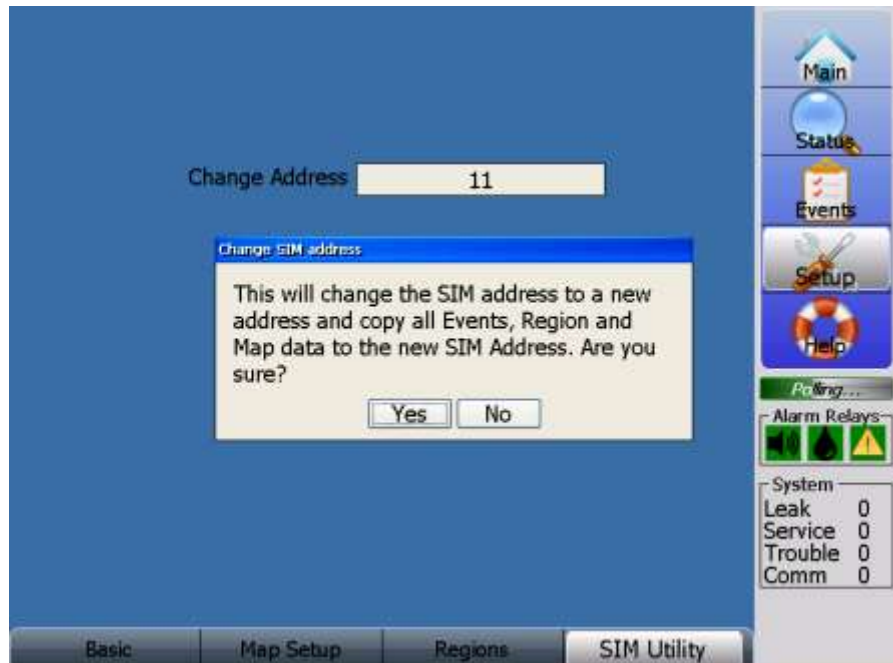 Main
Status
Events
Setup
Help
Change Address 11
Change SIM address
This will change the SIM address to a new
address and copy all Events, Region and
Map data to the new SIM Address. Are you
sure?
Yes No
Polling...
Alarm Relays
System
Leak 0
Service 0
Trouble 0
Comm 0
Basic Map Setup Regions SIM Utility